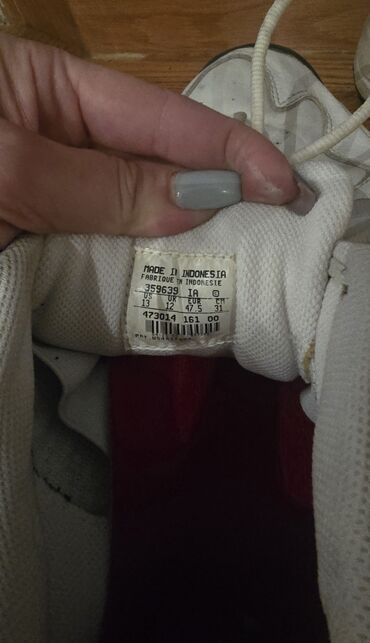 MADE IN INDONESIA
FABRIQUE EN INDONESIE
359639 IA
US UK EUR CM
13 12 47.5 31
473014 161 00